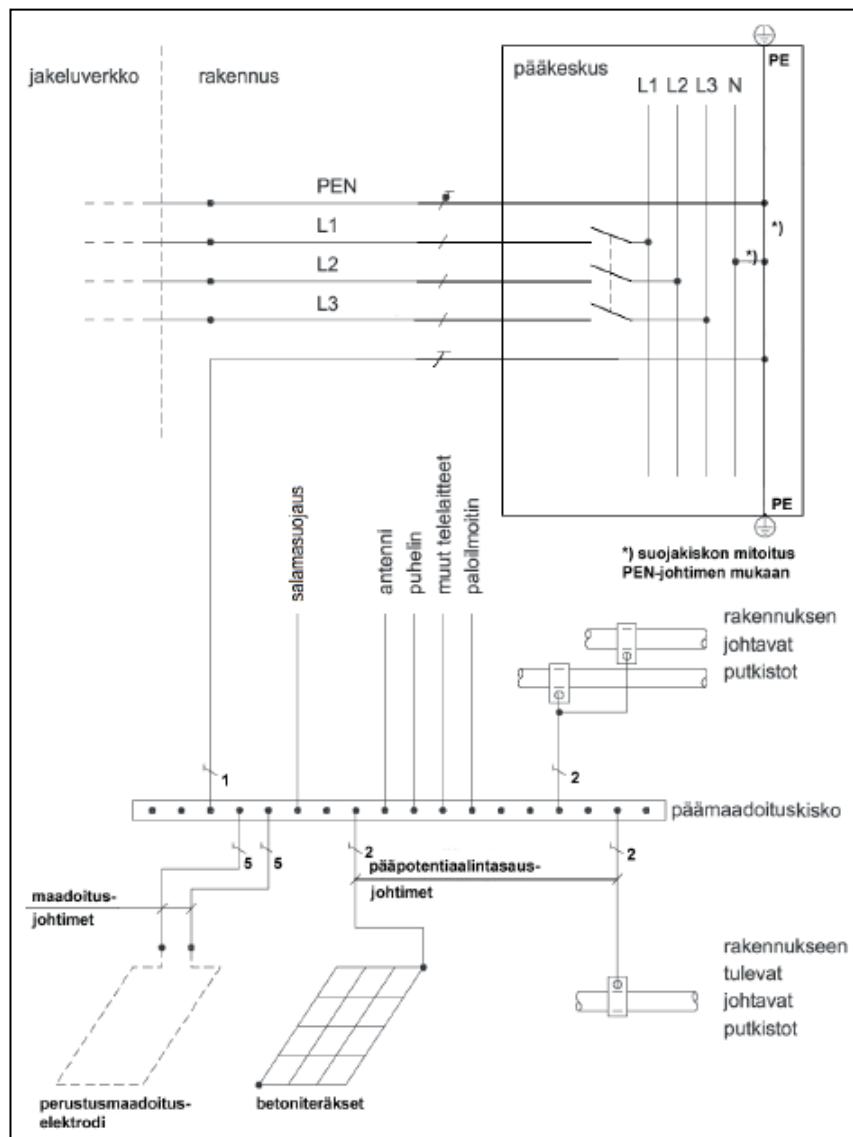 jakeluverkko
rakennus
pääkeskus
PE
L1 L2 L3 N
PEN
L1
*)
*)
L2
L3
PE
*) suojakiskon mitoitus
PEN-johtimen mukaan
salamasuojaus
antenni
puhelin
muut telelaitteet
paloilmoitin
rakennuksen
johtavat
putkistot
1
2
päämaadoituskisko
5
5
2
2
pääpotentiaalintasaus-
johtimet
maadoitus-
johtimet
rakennukseen
tulevat
johtavat
putkistot
perustusmaadoitus-
elektrodi
betoniteräkset